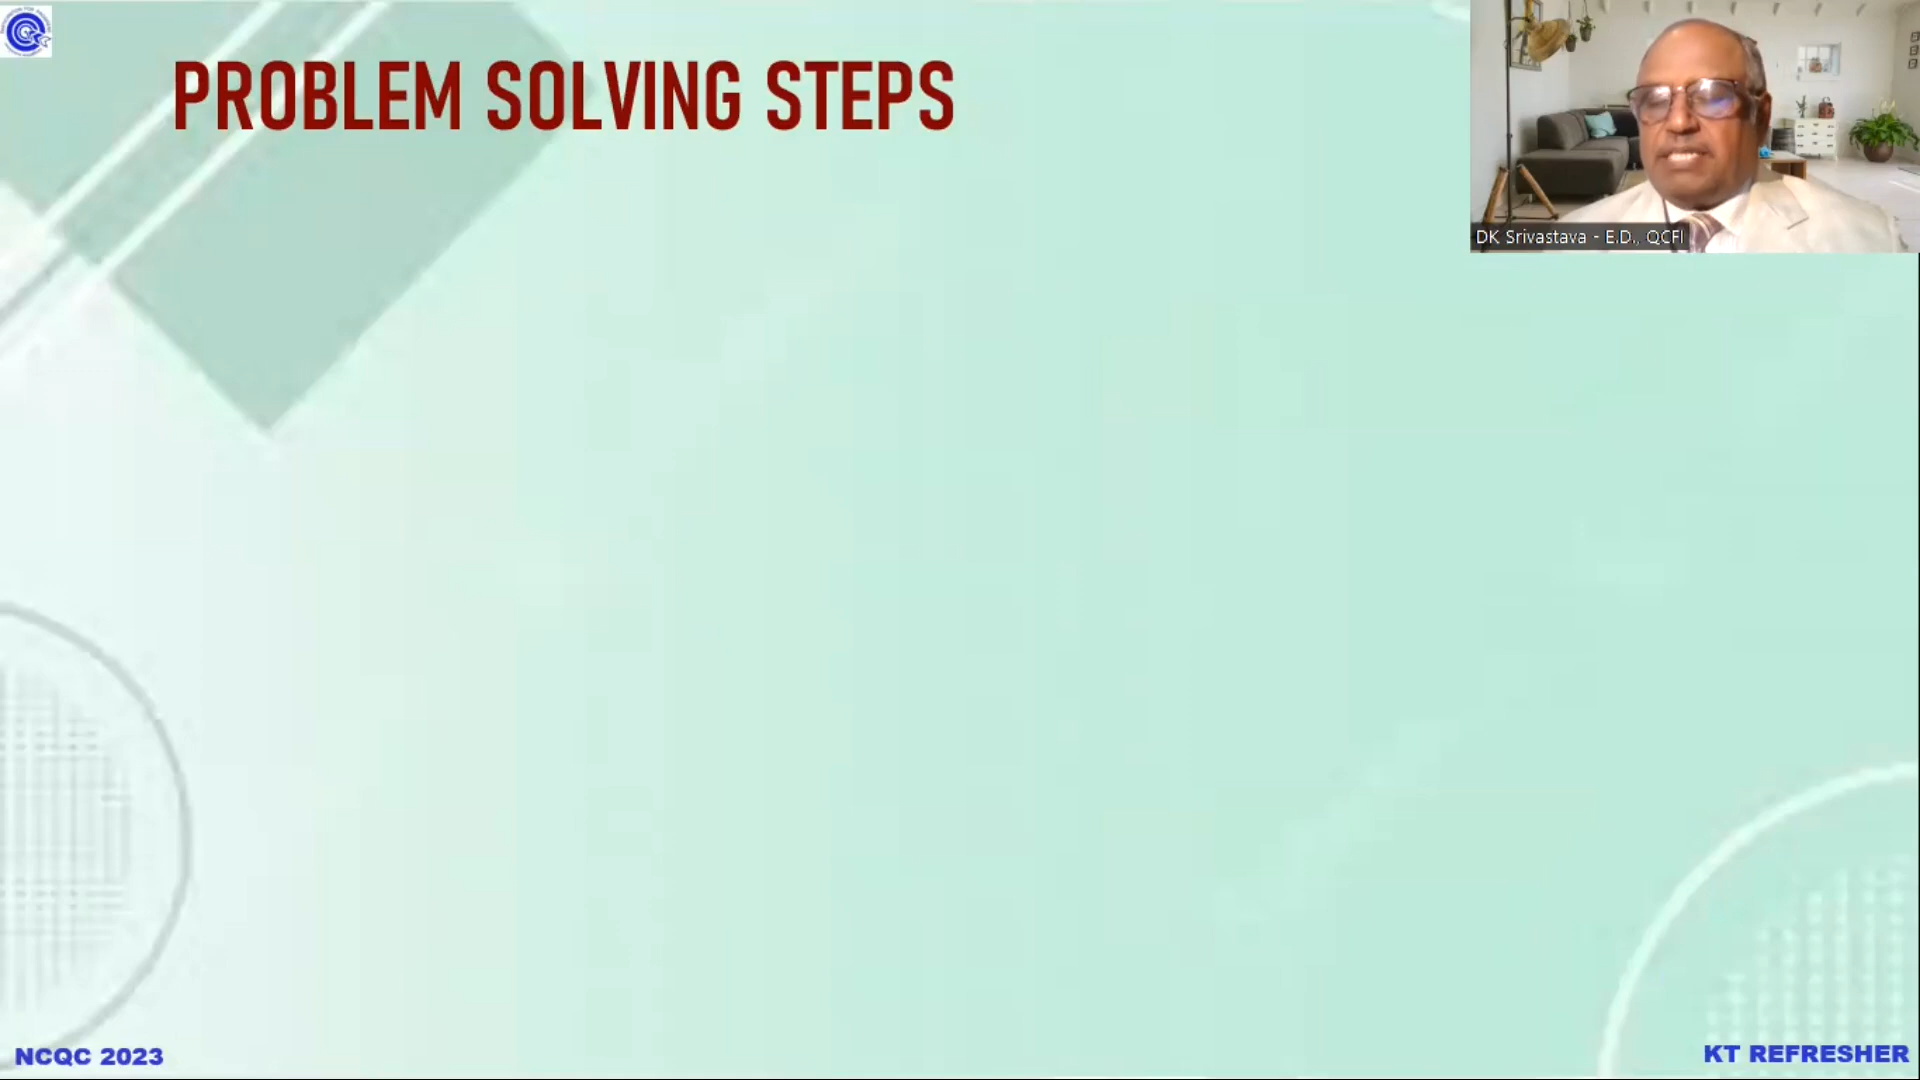 PROBLEM SOLVING STEPS
DK Srivastava - E.D., QCFI
NCQC 2023
KT REFRESHER